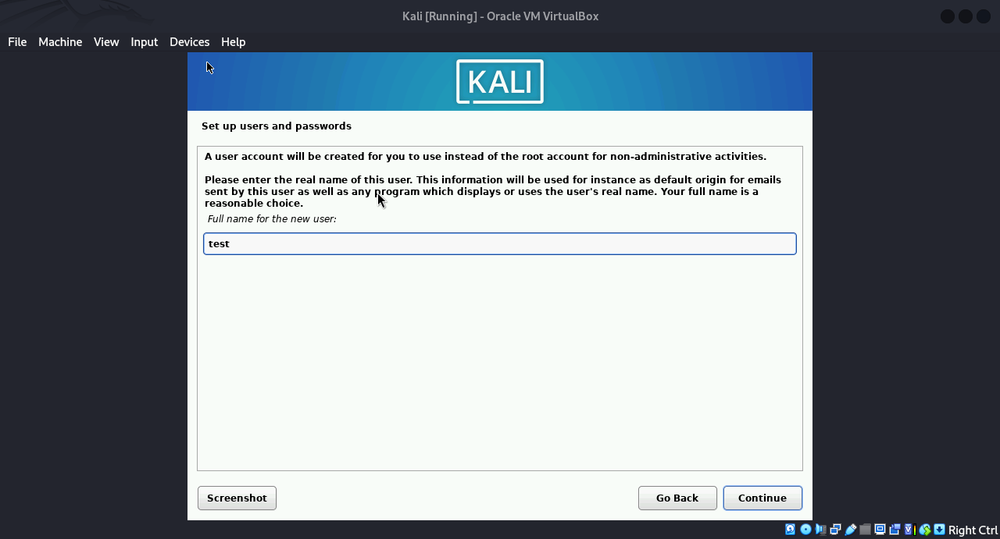 Kali [Running] - Oracle VM VirtualBox
File Machine View Input Devices Help
KALI
Set up users and passwords
A user account will be created for you to use instead of the root account for non-administrative activities.
Please enter the real name of this user. This information will be used for instance as default origin for emails
sent by this user as well as any program which displays or uses the user's real name. Your full name is a
reasonable choice.
Full name for the new user:
test
Screenshot Go Back Continue
Right Ctrl